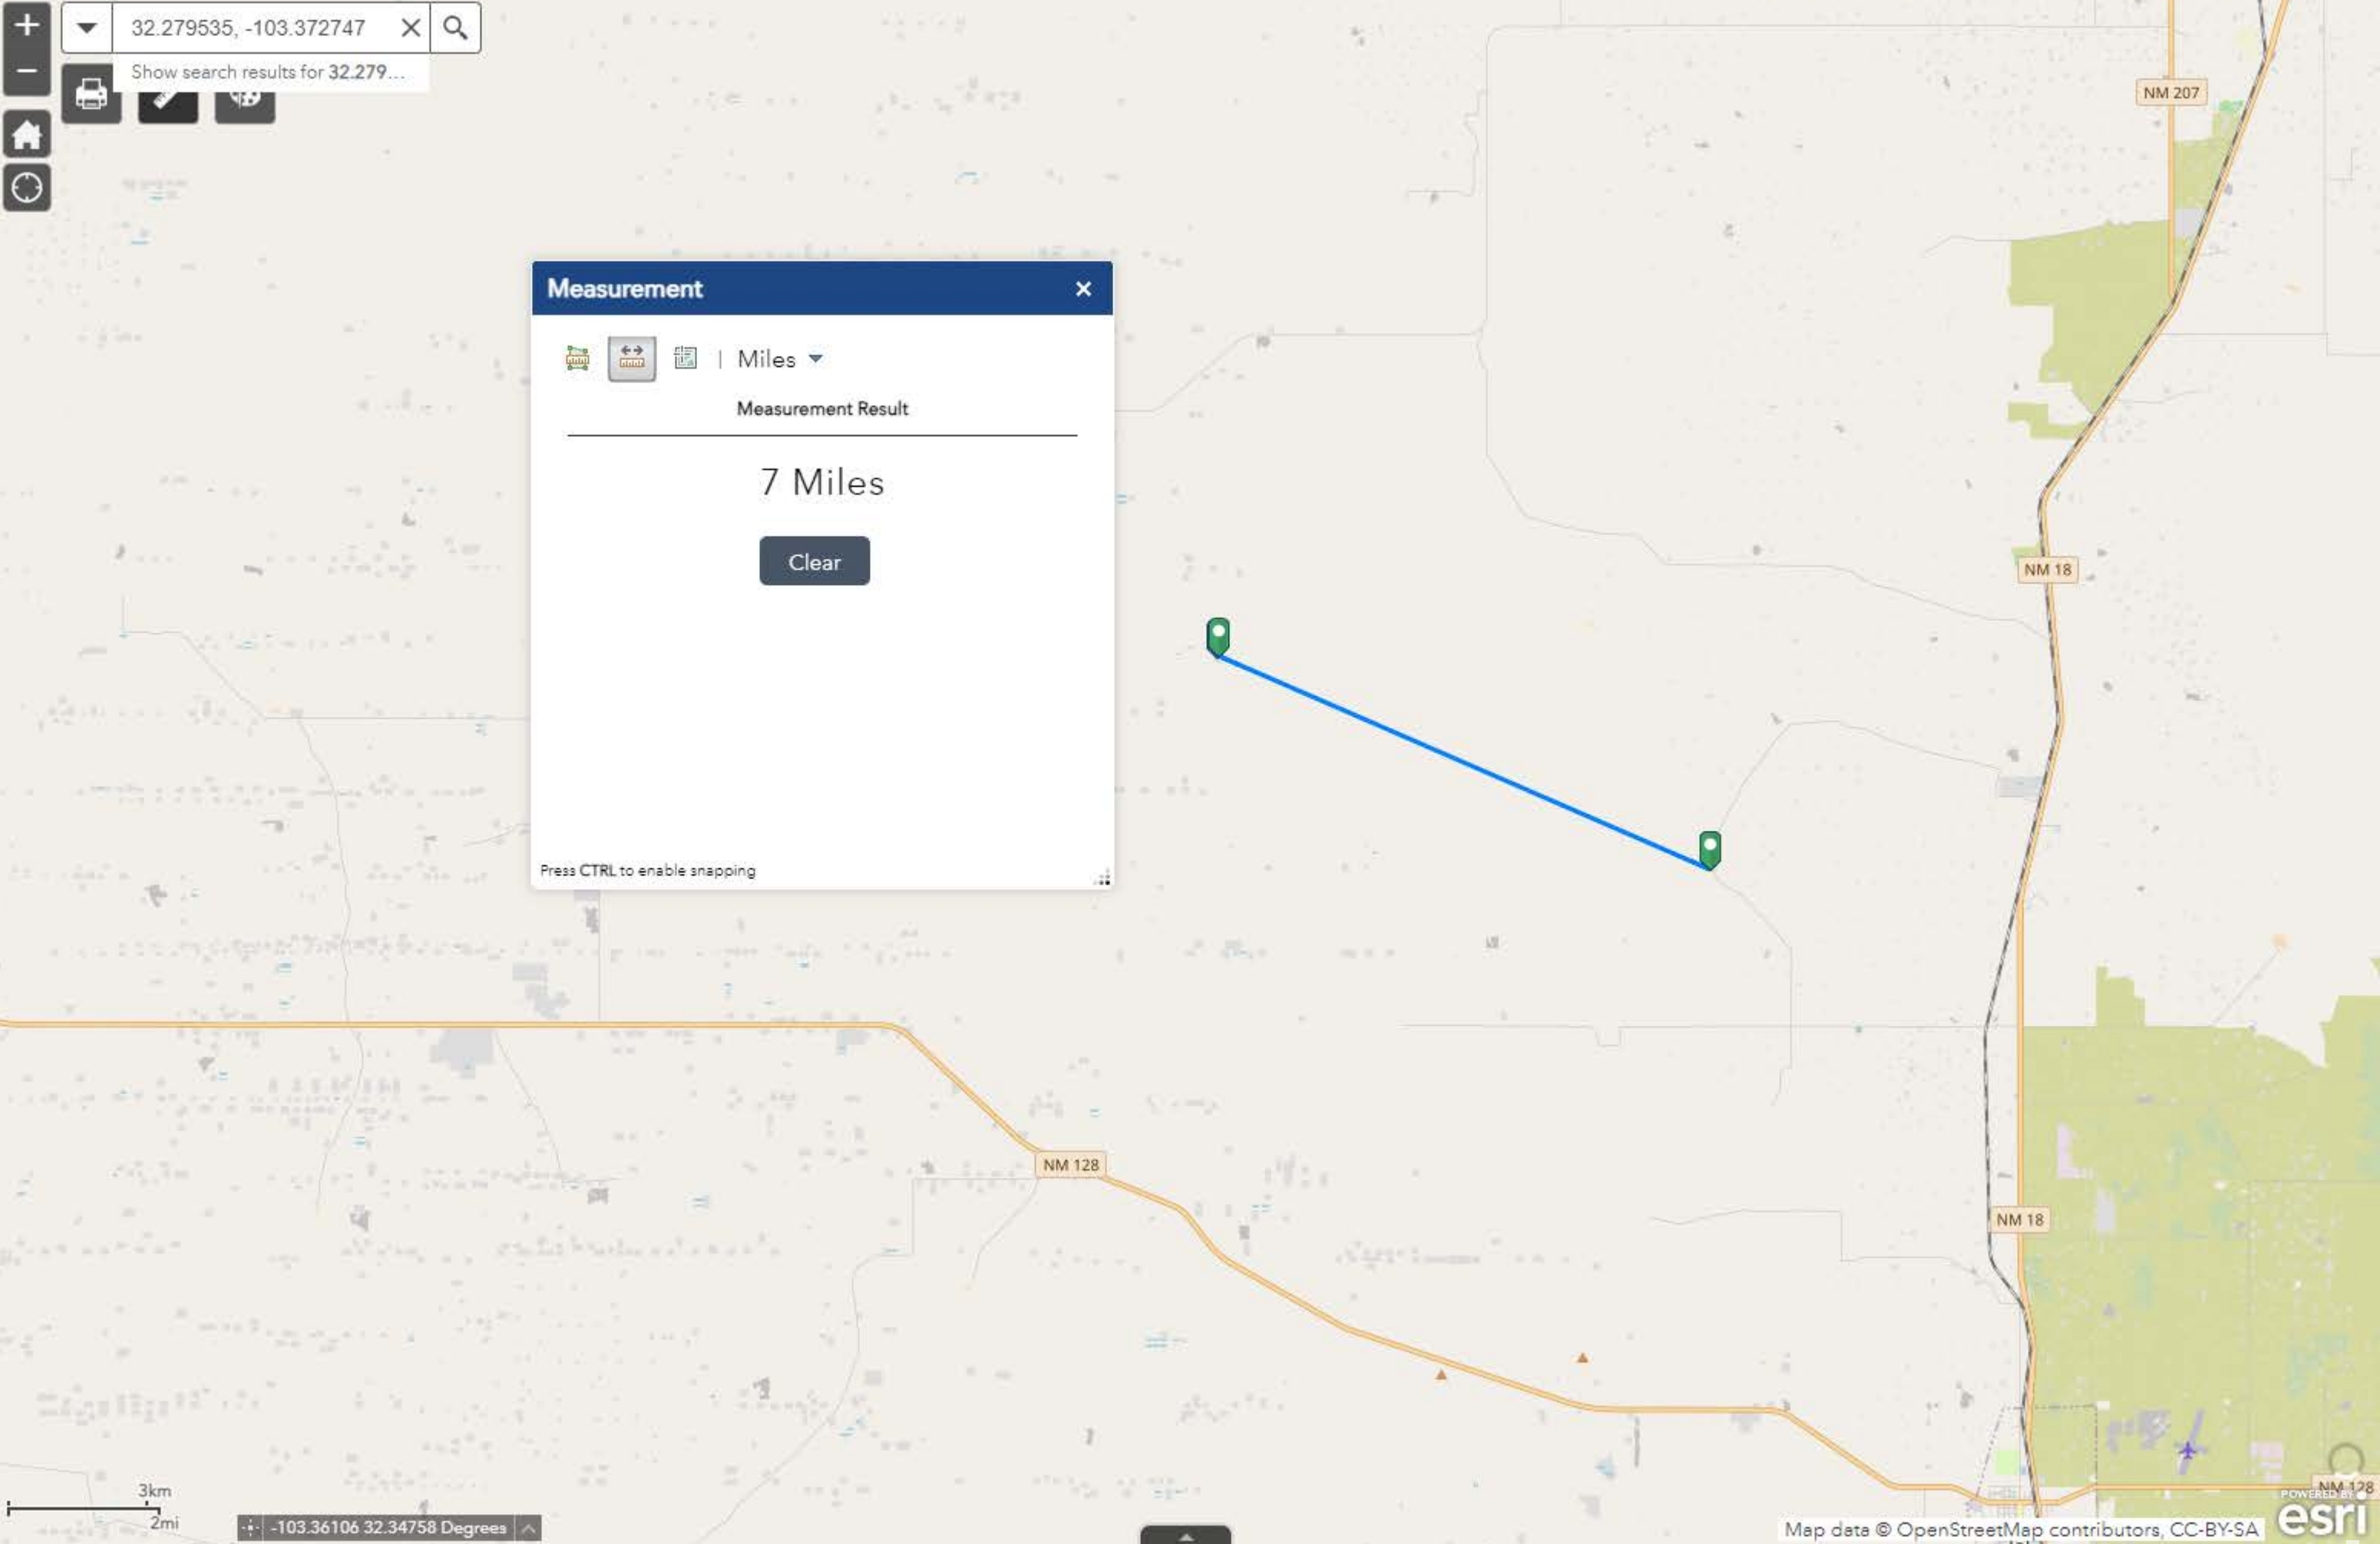 32.279535, -103.372747
Show search results for 32.279...
NM 207
Measurement
Miles
Measurement Result
7 Miles
Clear
NM 18
Press CTRL to enable snapping
NM 128
NM 18
3km
2mi
-103.36106 32.34758 Degrees
NM 128
POWERED BY
esri
Map data © OpenStreetMap contributors, CC-BY-SA